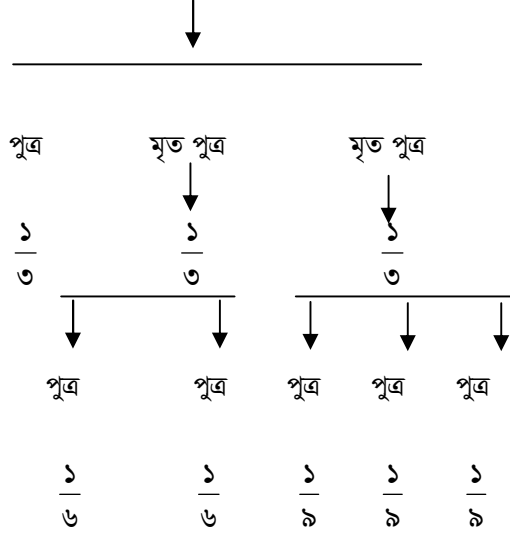 পুত্র মৃত পুত্র মৃত পুত্র
১/৩ ১/৩ ১/৩
পুত্র পুত্র পুত্র পুত্র পুত্র
১/৬ ১/৬ ১/৯ ১/৯ ১/৯